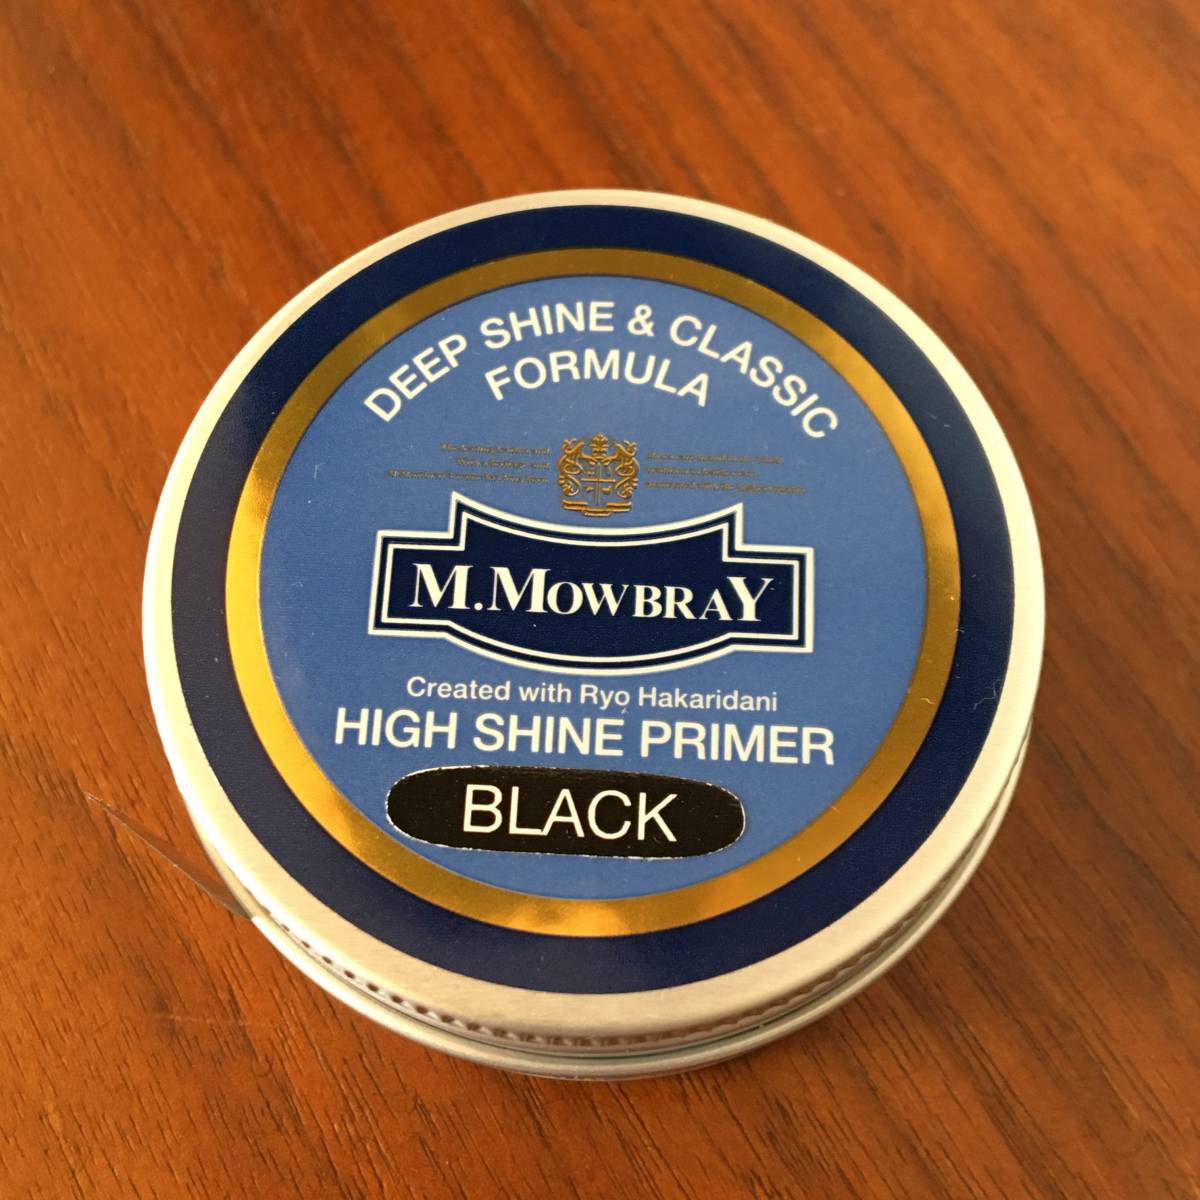 DEEP SHINE & CLASSIC
FORMULA
M.MOWBRAY
Created with Ryo Hakaridani
HIGH SHINE PRIMER
BLACK